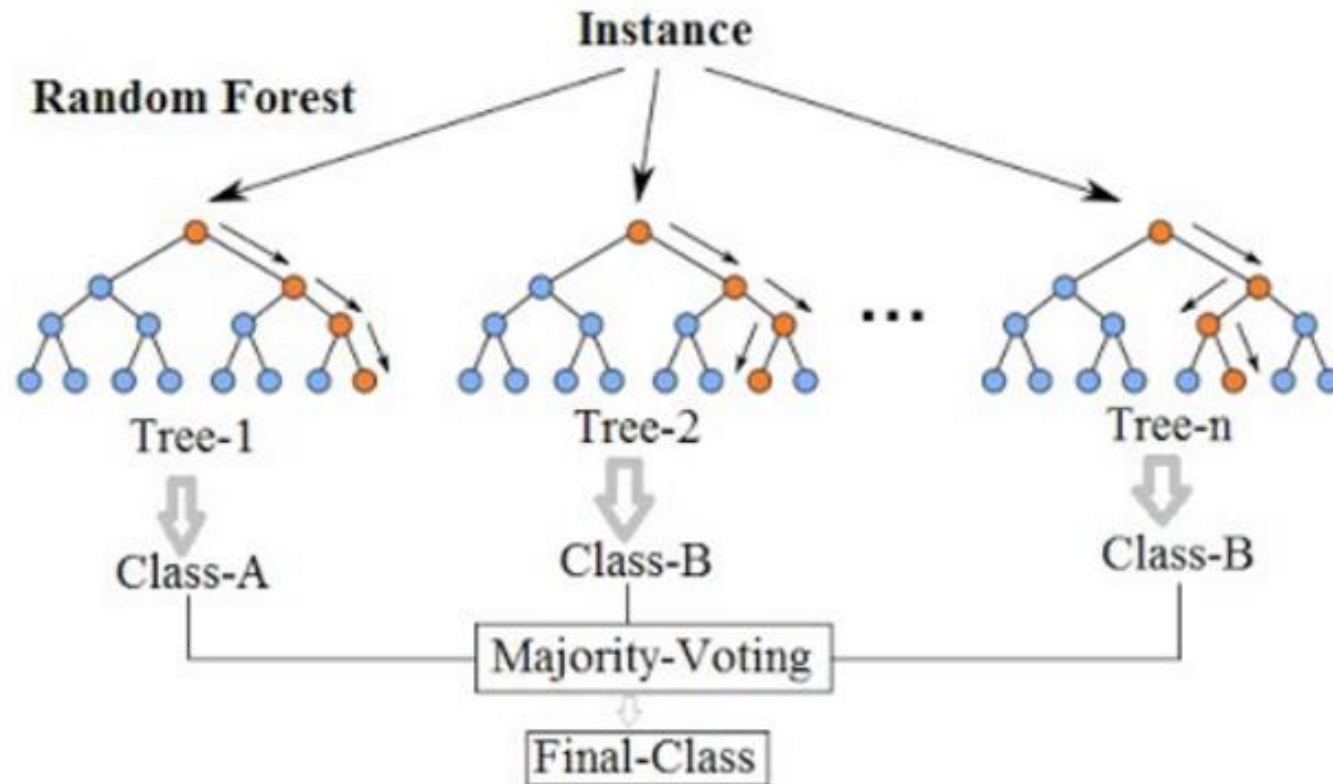 Instance
Random Forest
...
Tree-1
Tree-2
Tree-n
Class-A
Class-B
Class-B
Majority-Voting
Final-Class